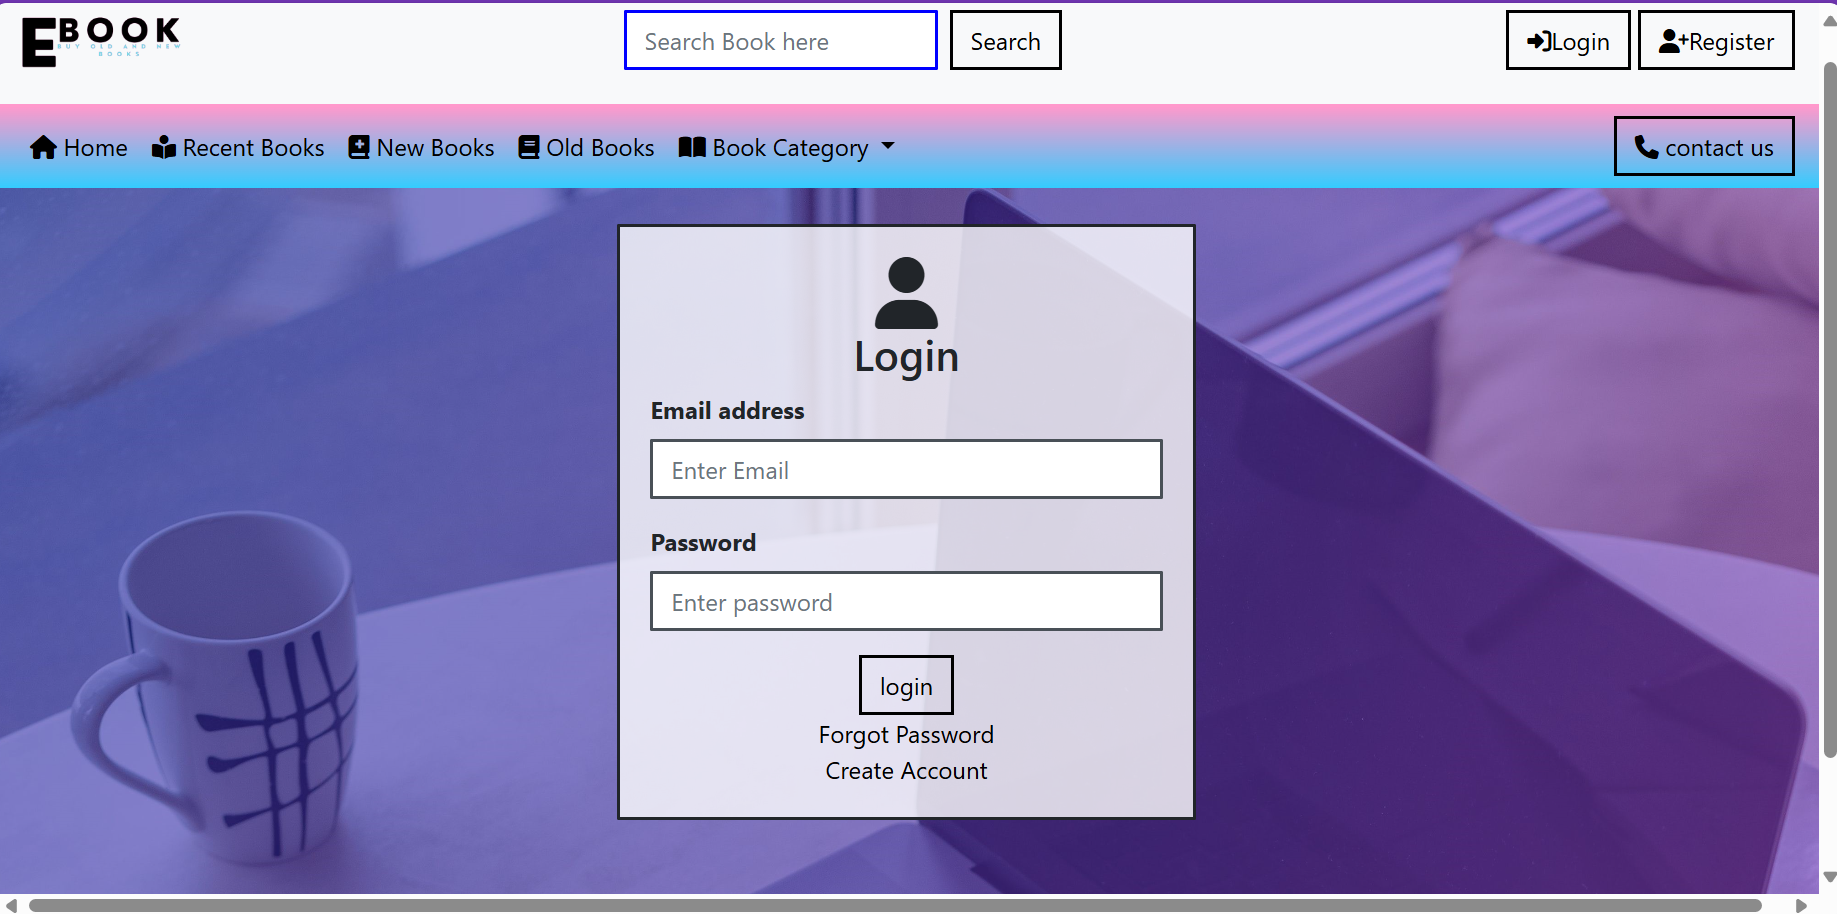 EBOOK
BUY OLD AND NEW
BOOKS
Search Book here
Search
Login
Register
Home
Recent Books
New Books
Old Books
Book Category
contact us
Login
Email address
Enter Email
Password
Enter password
login
Forgot Password
Create Account